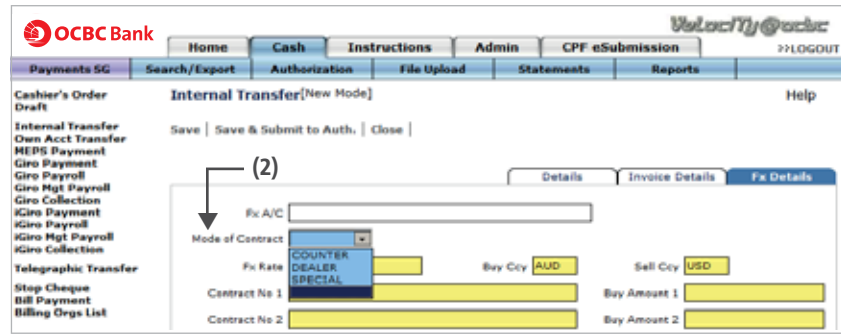 OCBC Bank
Velocity@ocbc
Home Cash Instructions Admin CPF eSubmission >>LOGOUT
Payments SG Search/Export Authorization File Upload Statements Reports
Cashier's Order
Draft
Internal Transfer
Own Acct Transfer
MEPS Payment
Giro Payment
Giro Payroll
Giro Mgt Payroll
Giro Collection
iGiro Payment
iGiro Payroll
iGiro Mgt Payroll
iGiro Collection
Telegraphic Transfer
Stop Cheque
Bill Payment
Billing Orgs List
Internal Transfer[New Mode] Help
Save | Save & Submit to Auth. | Close |
(2)
Details Invoice Details Fx Details
Fx A/C
Mode of Contract
COUNTER
DEALER
SPECIAL
Fx Rate Buy Ccy AUD Sell Ccy USD
Contract No 1 Buy Amount 1
Contract No 2 Buy Amount 2